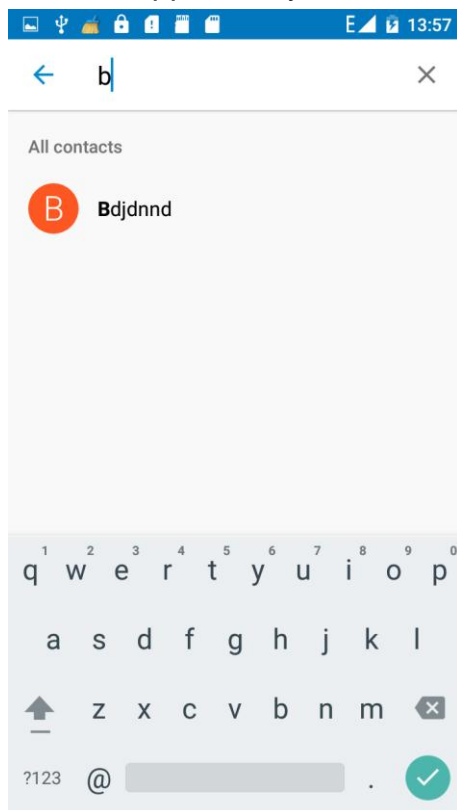 E 13:57
b
All contacts
B Bdjdnnd
1 2 3 4 5 6 7 8 9 0
q w e r t y u i o p
a s d f g h j k l
z x c v b n m
?123 @ .